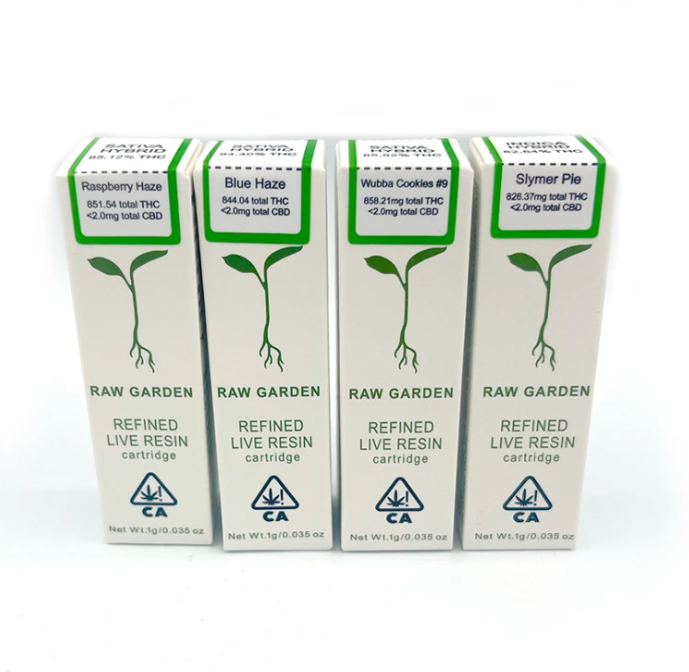 SATIVA
HYBRID
85.12% THC
Raspberry Haze
851.54 total THC
<2.0mg total CBD
RAW GARDEN
REFINED
LIVE RESIN
cartridge
CA
Net Wt.1g/0.035 oz
SATIVA
HYBRID
84.40% THC
Blue Haze
844.04 total THC
<2.0mg total CBD
RAW GARDEN
REFINED
LIVE RESIN
cartridge
CA
Net Wt.1g/0.035 oz
SATIVA
HYBRID
85.82% THC
Wubba Cookies #9
858.21mg total THC
<2.0mg total CBD
RAW GARDEN
REFINED
LIVE RESIN
cartridge
CA
Net Wt.1g/0.035 oz
INDICA
HYBRID
82.64% THC
Slymer Pie
826.37mg total THC
<2.0mg total CBD
RAW GARDEN
REFINED
LIVE RESIN
cartridge
CA
Net Wt.1g/0.035 oz